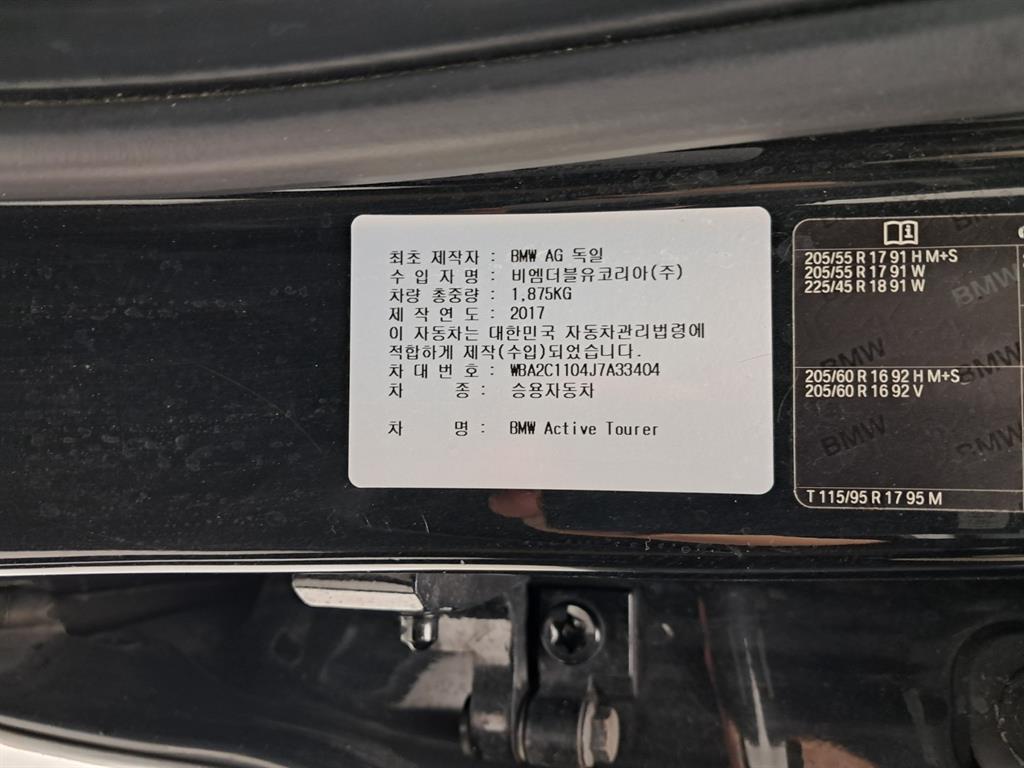 최초 제작자 : BMW AG 독일
수 입 자 명 : 비엠더블유코리아(주)
차량 총중량 : 1,875KG
제 작 연 도 : 2017
이 자동차는 대한민국 자동차관리법령에
적합하게 제작(수입)되었습니다.
차 대 번 호 : WBA2C1104J7A33404
차 종 : 승용자동차
차 명 : BMW Active Tourer
205/55 R 17 91 H M+S
205/55 R 17 91 W
225/45 R 18 91 W
BMW
BMW
205/60 R 16 92 H M+S
205/60 R 16 92 V
BMW
T 115/95 R 17 95 M